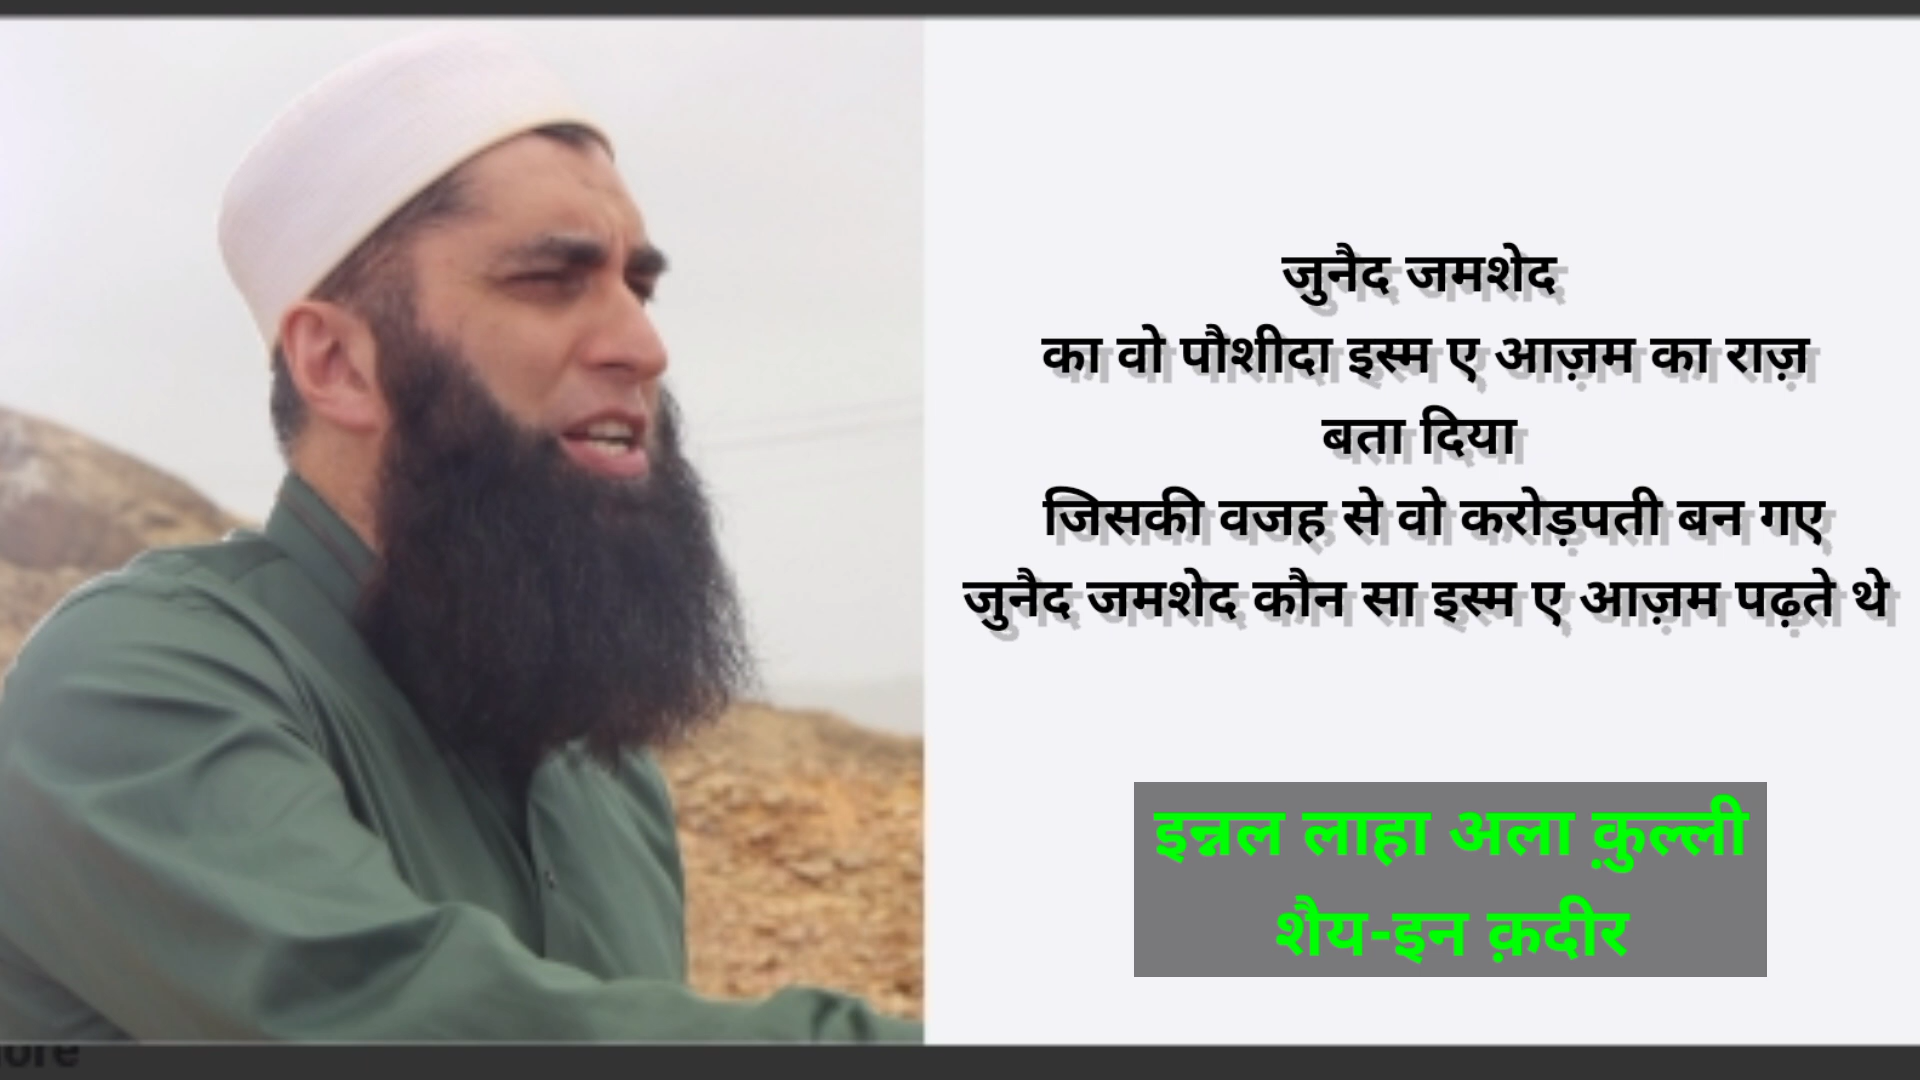 जुनैद जमशेद
का वो पौशीदा इस्म ए आज़म का राज़
बता दिया
जिसकी वजह से वो करोड़पती बन गए
जुनैद जमशेद कौन सा इस्म ए आज़म पढ़ते थे
इन्नल लाहा अला क़ुल्ली
शैय-इन क़दीर